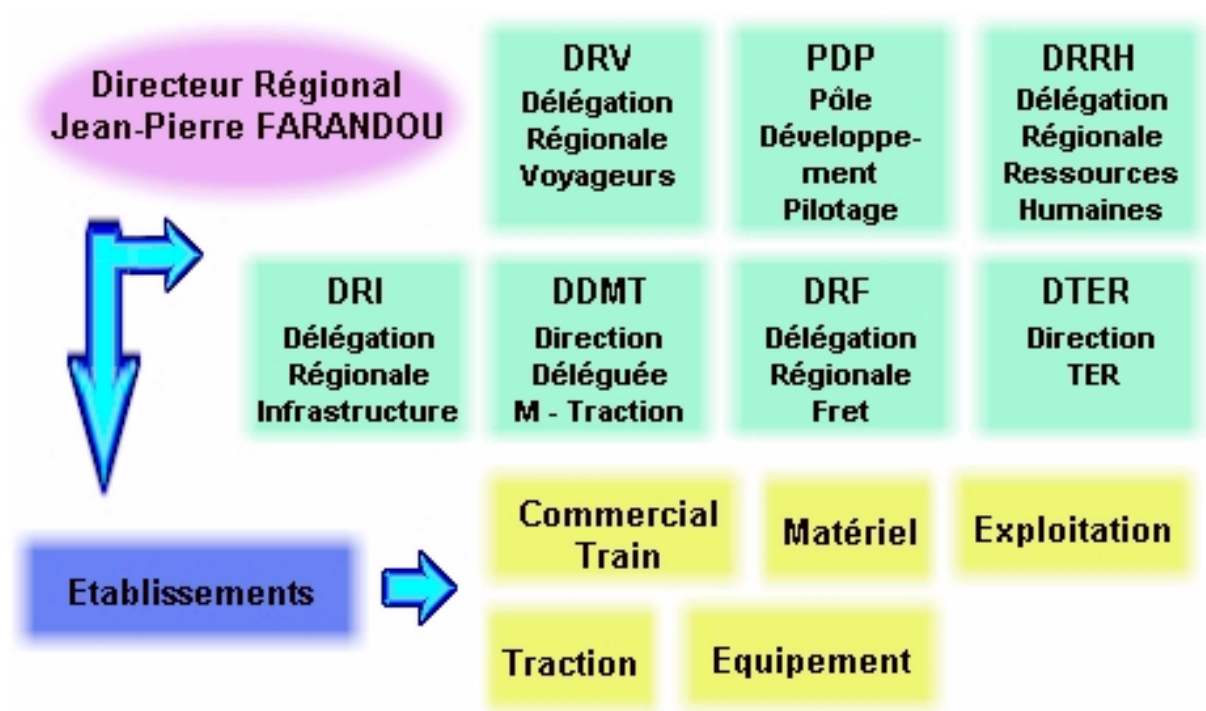 Directeur Régional
Jean-Pierre FARANDOU
DRV
Délégation
Régionale
Voyageurs
PDP
Pôle
Développe-
ment
Pilotage
DRRH
Délégation
Régionale
Ressources
Humaines
DRI
Délégation
Régionale
Infrastructure
DDMT
Direction
Déléguée
M - Traction
DRF
Délégation
Régionale
Fret
DTER
Direction
TER
Etablissements
Commercial
Train
Matériel
Exploitation
Traction
Equipement